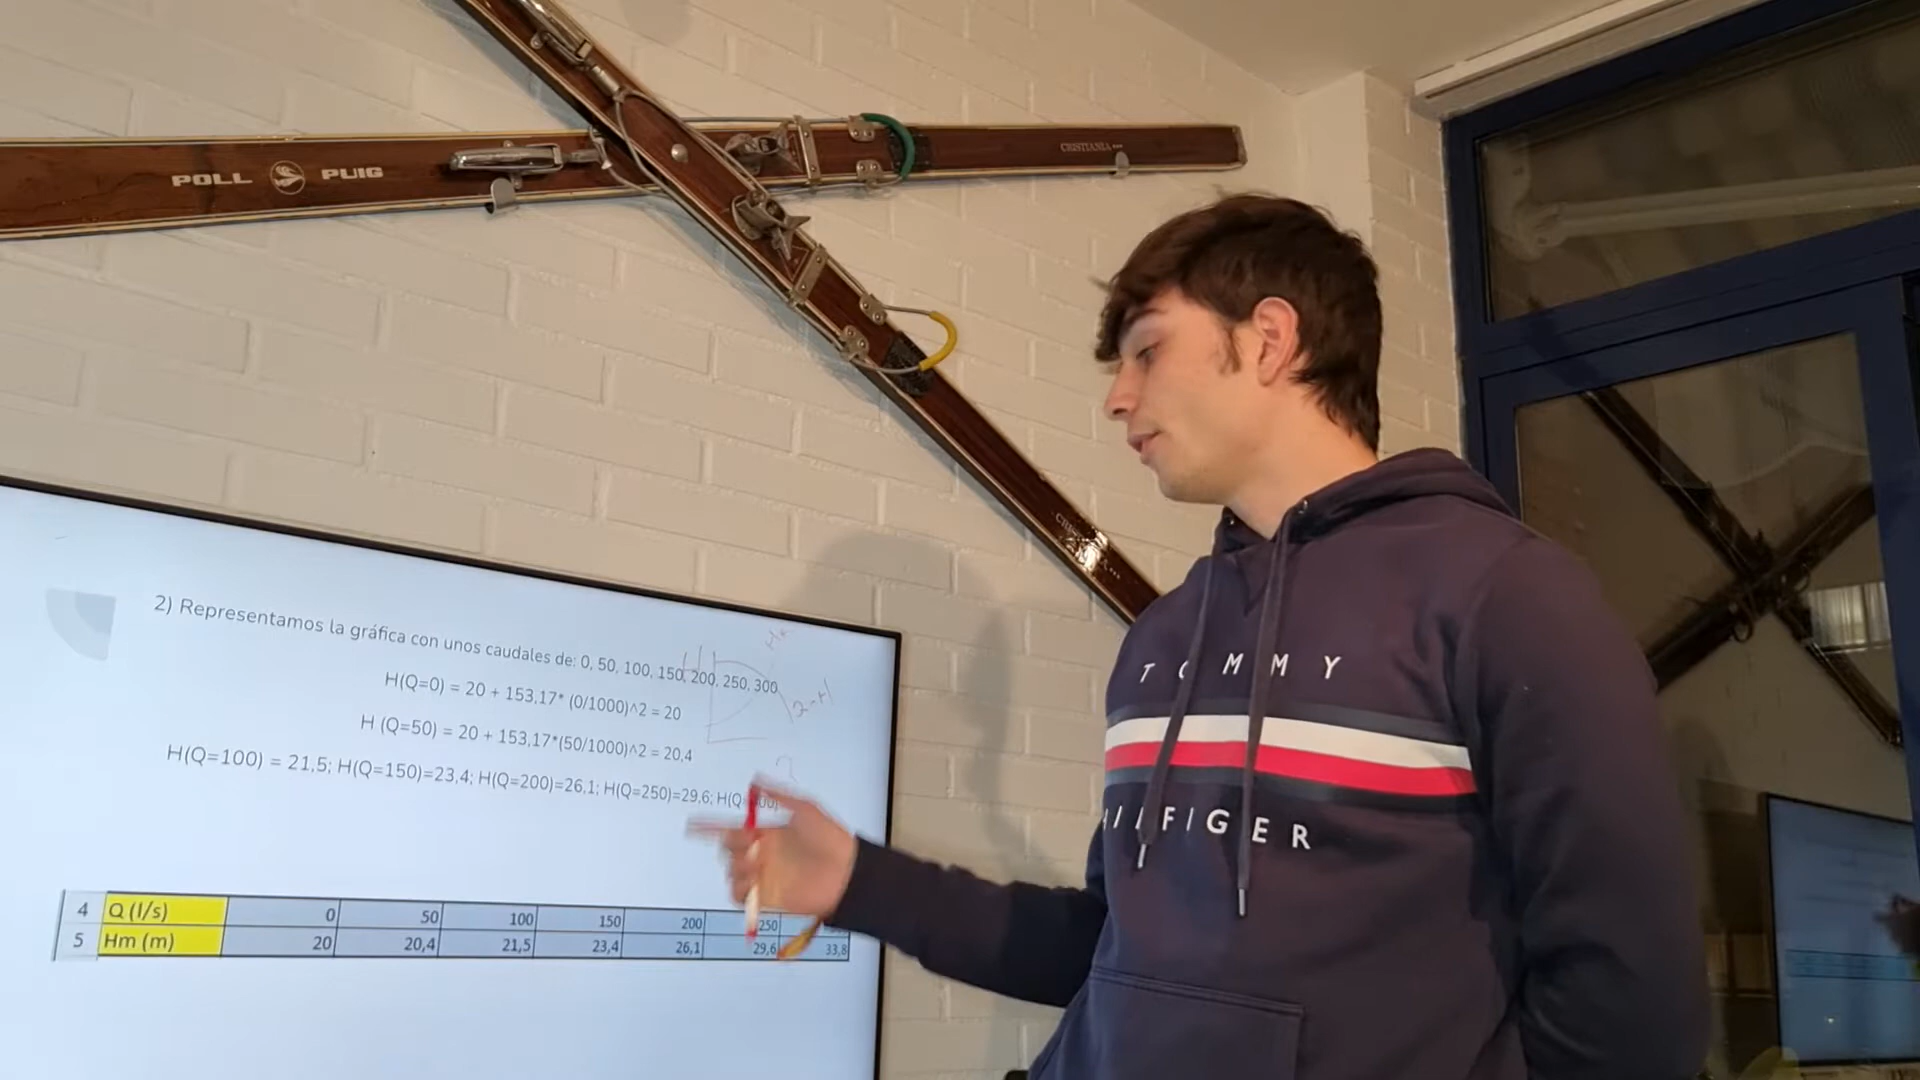 POLL PUIG
CRISTIANIA
2) Representamos la gráfica con unos caudales de: 0, 50, 100, 150, 200, 250, 300
H(Q=0) = 20 + 153,17* (0/1000)^2 = 20
H (Q=50) = 20 + 153,17*(50/1000)^2 = 20,4
H(Q=100) = 21,5; H(Q=150)=23,4; H(Q=200)=26,1; H(Q=250)=29,6;
4 Q (l/s) 0 50 100 150 200 250
5 Hm (m) 20 20,4 21,5 23,4 26,1 29,6 33,8
TOMMY
HILFIGER